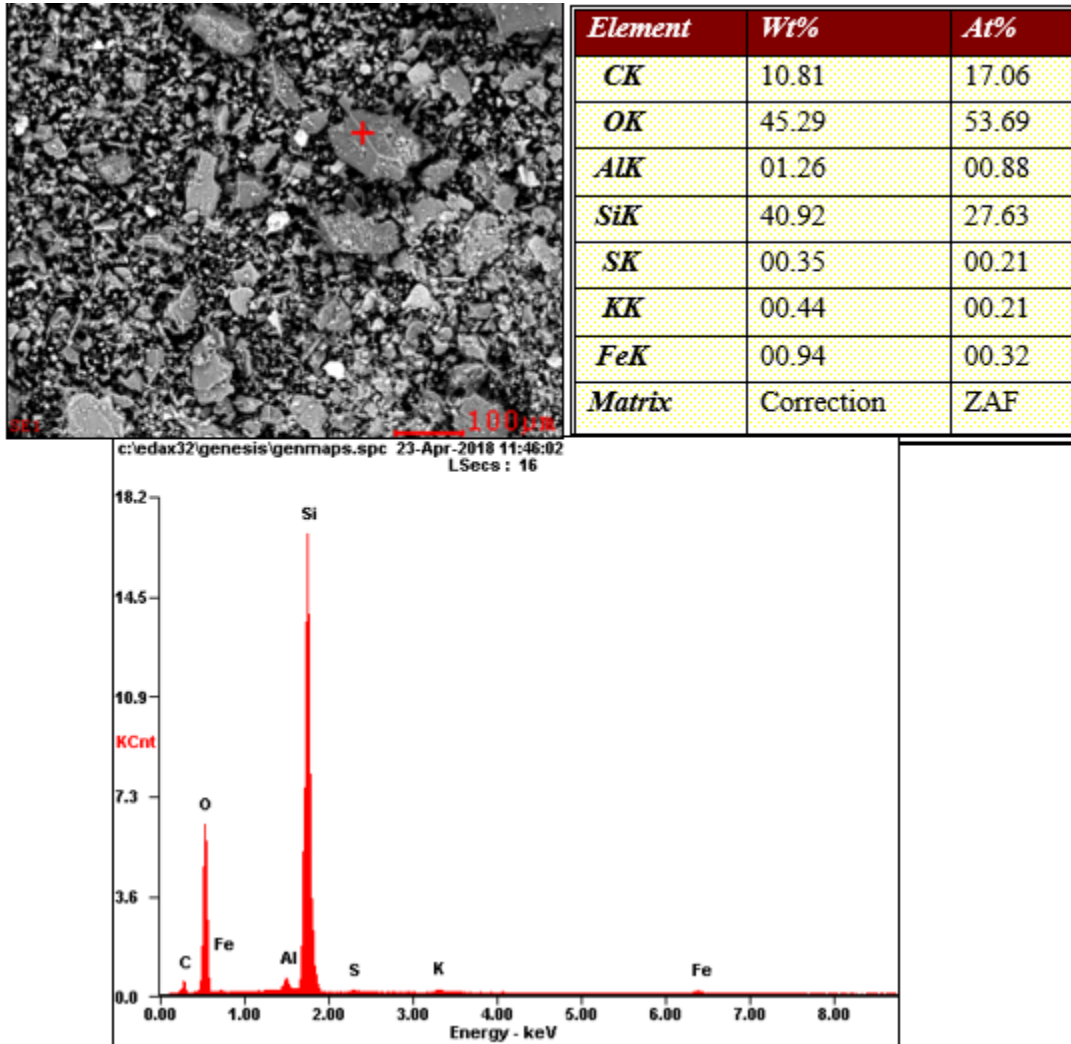 SE1
100µm
Element Wt% At%
CK 10.81 17.06
OK 45.29 53.69
AlK 01.26 00.88
SiK 40.92 27.63
SK 00.35 00.21
KK 00.44 00.21
FeK 00.94 00.32
Matrix Correction ZAF
c:\edax32\genesis\genmaps.spc 23-Apr-2018 11:46:02
LSecs : 16
18.2
Si
14.5
10.9
KCnt
7.3
O
3.6
C Fe Al S K Fe
0.0
0.00 1.00 2.00 3.00 4.00 5.00 6.00 7.00 8.00
Energy - keV